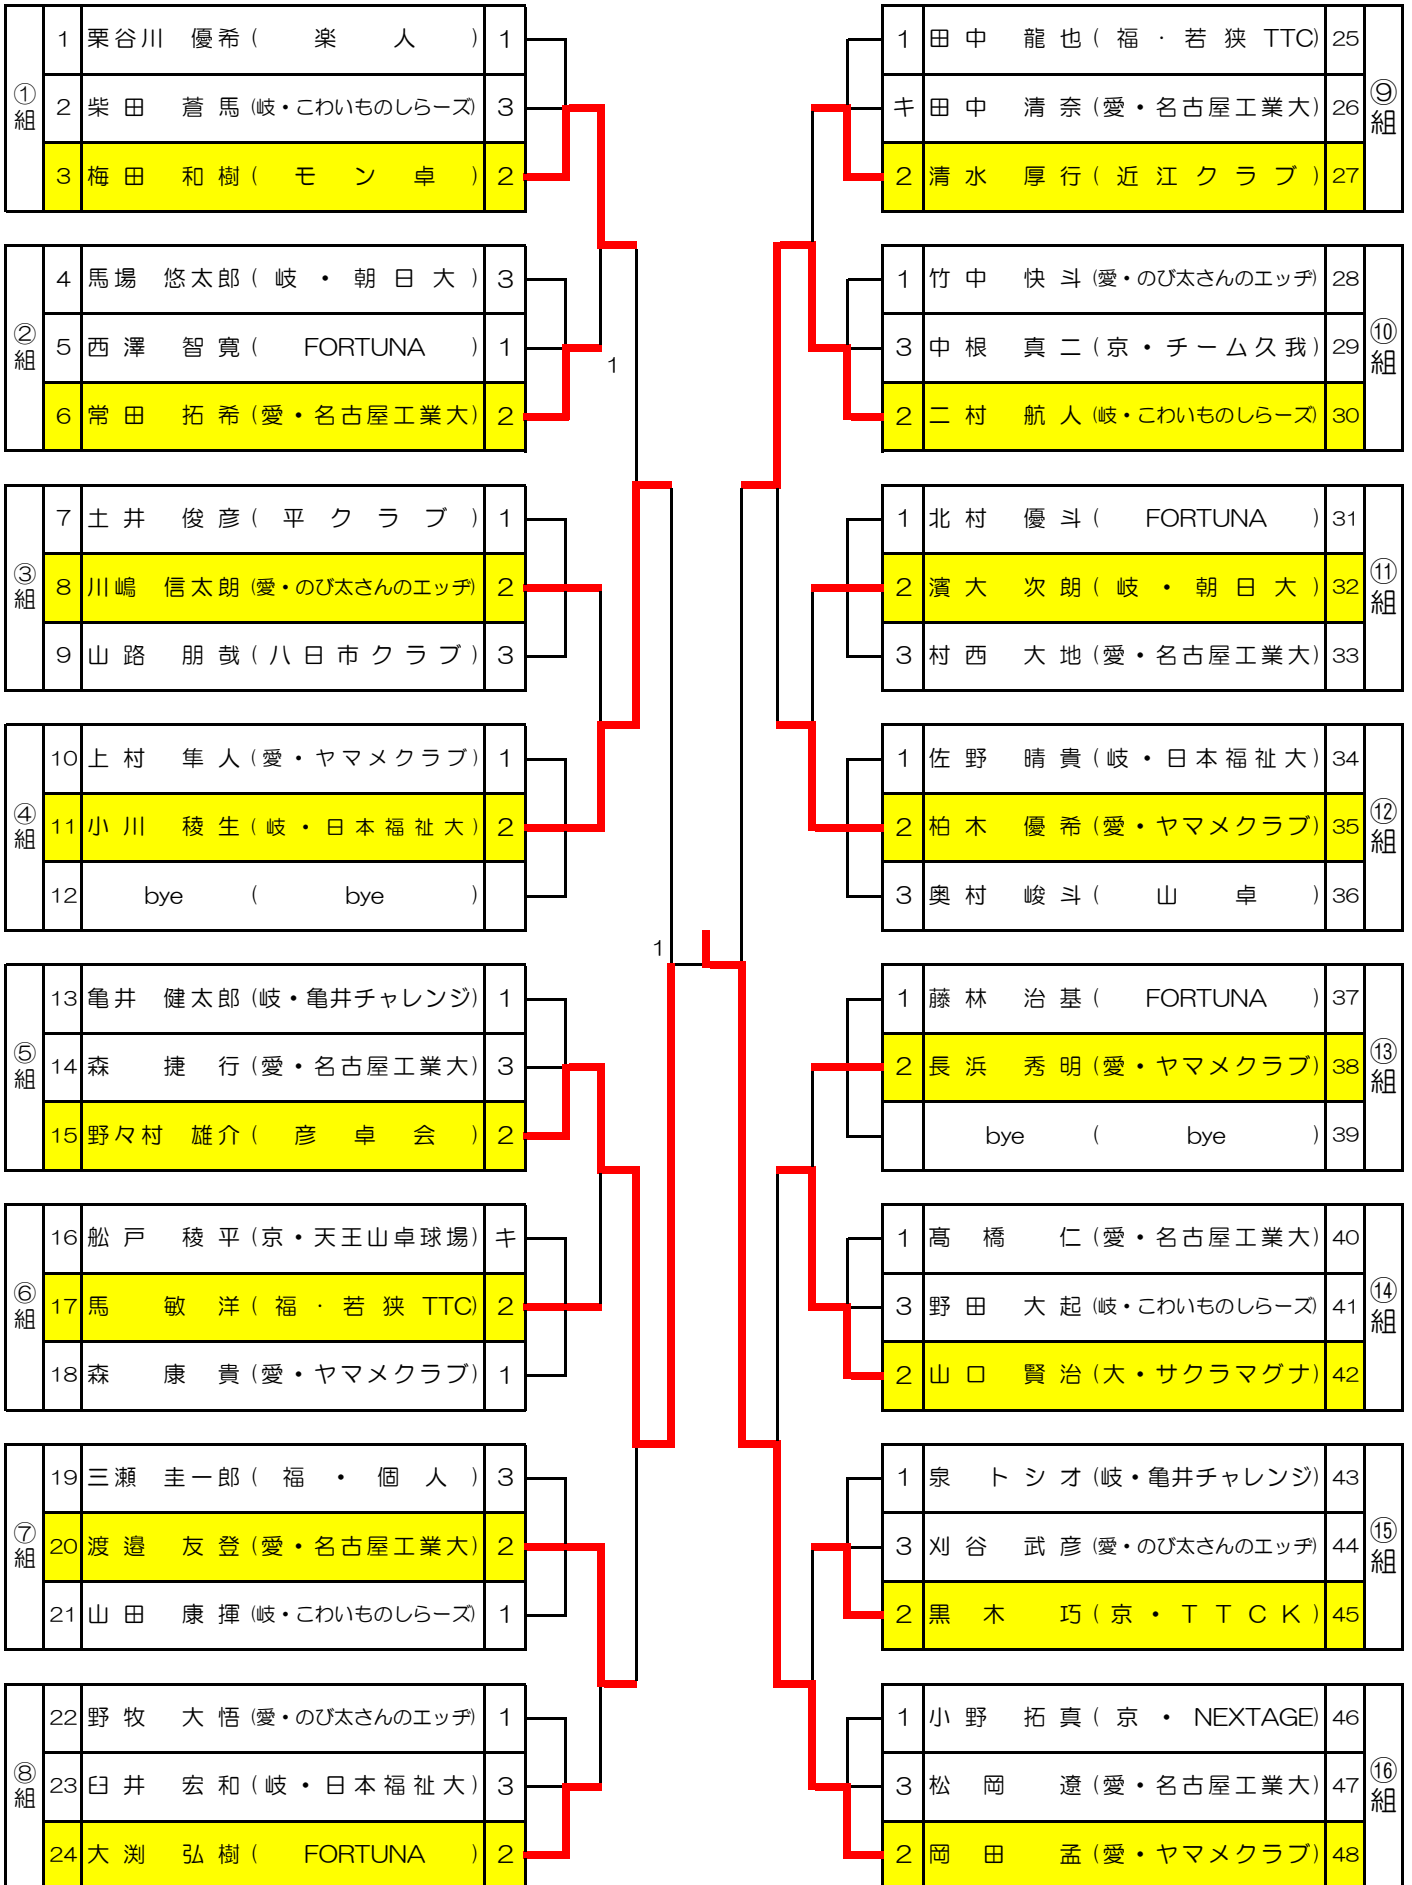 ①組
1 栗谷川 優希 ( 楽 人 ) 1
2 柴田 蒼馬 (岐・こわいものしらーズ) 3
3 梅田 和樹 ( モン卓 ) 2
②組
4 馬場 悠太郎 ( 岐・朝日大 ) 3
5 西澤 智寛 ( FORTUNA ) 1
6 常田 拓希 (愛・名古屋工業大) 2
1
③組
7 土井 俊彦 ( 平クラブ ) 1
8 川嶋 信太朗 (愛・のび太さんのエッヂ) 2
9 山路 朋哉 (八日市クラブ) 3
④組
10 上村 隼人 (愛・ヤマメクラブ) 1
11 小川 稜生 (岐・日本福祉大) 2
12 bye ( bye )
1
⑤組
13 亀井 健太郎 (岐・亀井チャレンジ) 1
14 森 捷行 (愛・名古屋工業大) 3
15 野々村 雄介 ( 彦卓会 ) 2
⑥組
16 舩戸 稜平 (京・天王山卓球場) キ
17 馬 敏洋 ( 福・若狭 TTC) 2
18 森 康貴 (愛・ヤマメクラブ) 1
⑦組
19 三瀬 圭一郎 ( 福・個人 ) 3
20 渡邉 友登 (愛・名古屋工業大) 2
21 山田 康揮 (岐・こわいものしらーズ) 1
⑧組
22 野牧 大悟 (愛・のび太さんのエッヂ) 1
23 臼井 宏和 (岐・日本福祉大) 3
24 大渕 弘樹 ( FORTUNA ) 2
⑨組
1 田中 龍也 ( 福・若狭 TTC) 25
キ 田中 清奈 (愛・名古屋工業大) 26
2 清水 厚行 ( 近江クラブ ) 27
⑩組
1 竹中 快斗 (愛・のび太さんのエッヂ) 28
3 中根 真二 (京・チーム久我) 29
2 二村 航人 (岐・こわいものしらーズ) 30
⑪組
1 北村 優斗 ( FORTUNA ) 31
2 濱大 次朗 ( 岐・朝日大 ) 32
3 村西 大地 (愛・名古屋工業大) 33
⑫組
1 佐野 晴貴 (岐・日本福祉大) 34
2 柏木 優希 (愛・ヤマメクラブ) 35
3 奥村 峻斗 ( 山卓 ) 36
⑬組
1 藤林 治基 ( FORTUNA ) 37
2 長浜 秀明 (愛・ヤマメクラブ) 38
bye ( bye ) 39
⑭組
1 髙橋 仁 (愛・名古屋工業大) 40
3 野田 大起 (岐・こわいものしらーズ) 41
2 山口 賢治 (大・サクラマグナ) 42
⑮組
1 泉 トシオ (岐・亀井チャレンジ) 43
3 刈谷 武彦 (愛・のび太さんのエッヂ) 44
2 黒木 巧 ( 京・TTCK ) 45
⑯組
1 小野 拓真 ( 京・NEXTAGE) 46
3 松岡 遼 (愛・名古屋工業大) 47
2 岡田 孟 (愛・ヤマメクラブ) 48